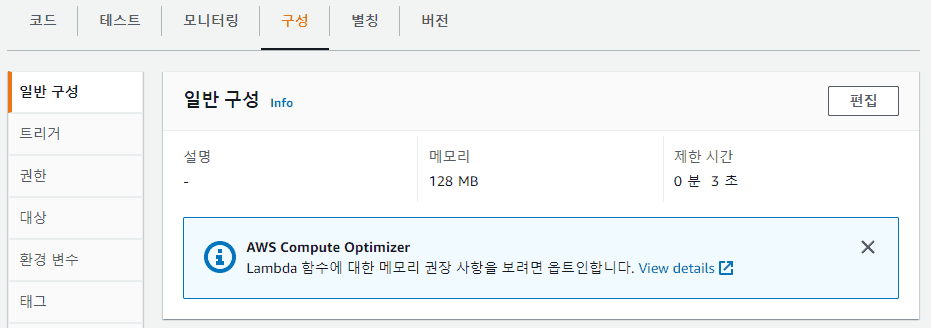 코드 테스트 모니터링 구성 별칭 버전
일반 구성
트리거
권한
대상
환경 변수
태그
일반 구성 Info
편집
설명
-
메모리
128 MB
제한 시간
0 분 3 초
AWS Compute Optimizer
Lambda 함수에 대한 메모리 권장 사항을 보려면 옵트인합니다. View details